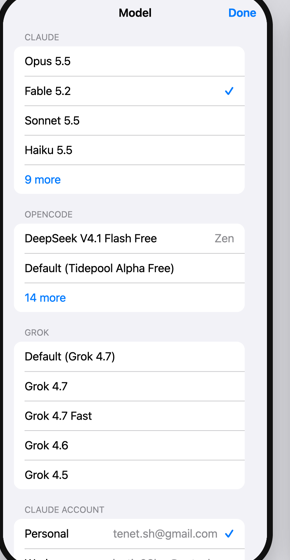 Model Done
CLAUDE
Opus 5.5
Fable 5.2
Sonnet 5.5
Haiku 5.5
9 more
OPENCODE
DeepSeek V4.1 Flash Free Zen
Default (Tidepool Alpha Free)
14 more
GROK
Default (Grok 4.7)
Grok 4.7
Grok 4.7 Fast
Grok 4.6
Grok 4.5
CLAUDE ACCOUNT
Personal tenet.sh@gmail.com